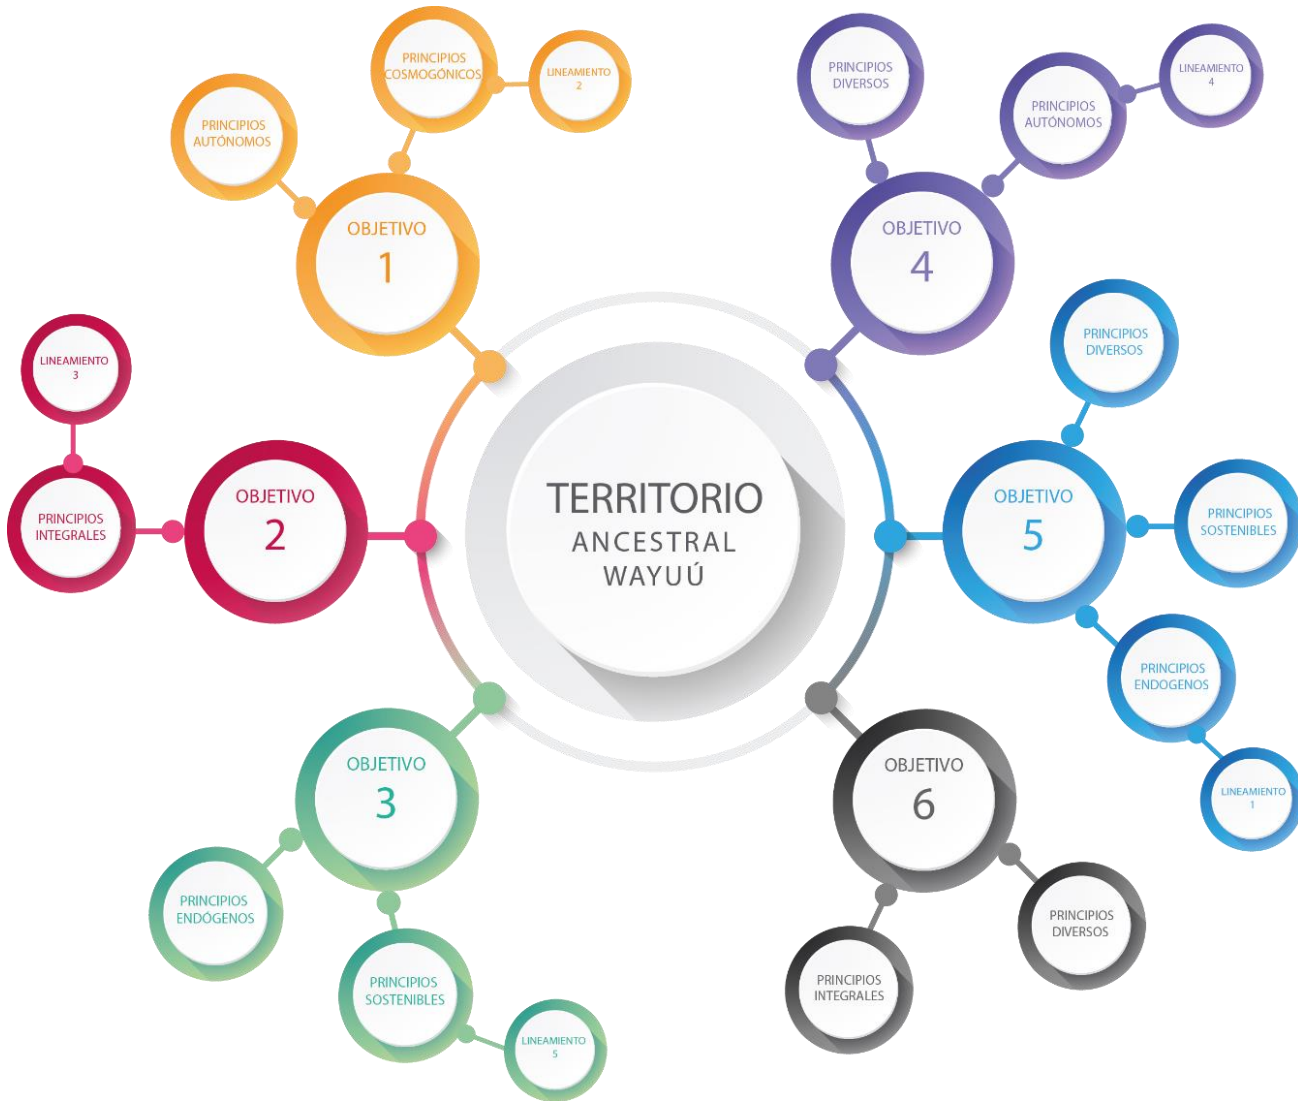 PRINCIPIOS
COSMOGÓNICOS
LINEAMIENTO
2
PRINCIPIOS
AUTÓNOMOS
OBJETIVO
1
LINEAMIENTO
3
PRINCIPIOS
INTEGRALES
OBJETIVO
2
OBJETIVO
3
PRINCIPIOS
ENDÓGENOS
PRINCIPIOS
SOSTENIBLES
LINEAMIENTO
5
TERRITORIO
ANCESTRAL
WAYUÚ
PRINCIPIOS
DIVERSOS
PRINCIPIOS
AUTÓNOMOS
LINEAMIENTO
4
OBJETIVO
4
PRINCIPIOS
DIVERSOS
OBJETIVO
5
PRINCIPIOS
SOSTENIBLES
PRINCIPIOS
ENDOGENOS
LINEAMIENTO
1
OBJETIVO
6
PRINCIPIOS
DIVERSOS
PRINCIPIOS
INTEGRALES